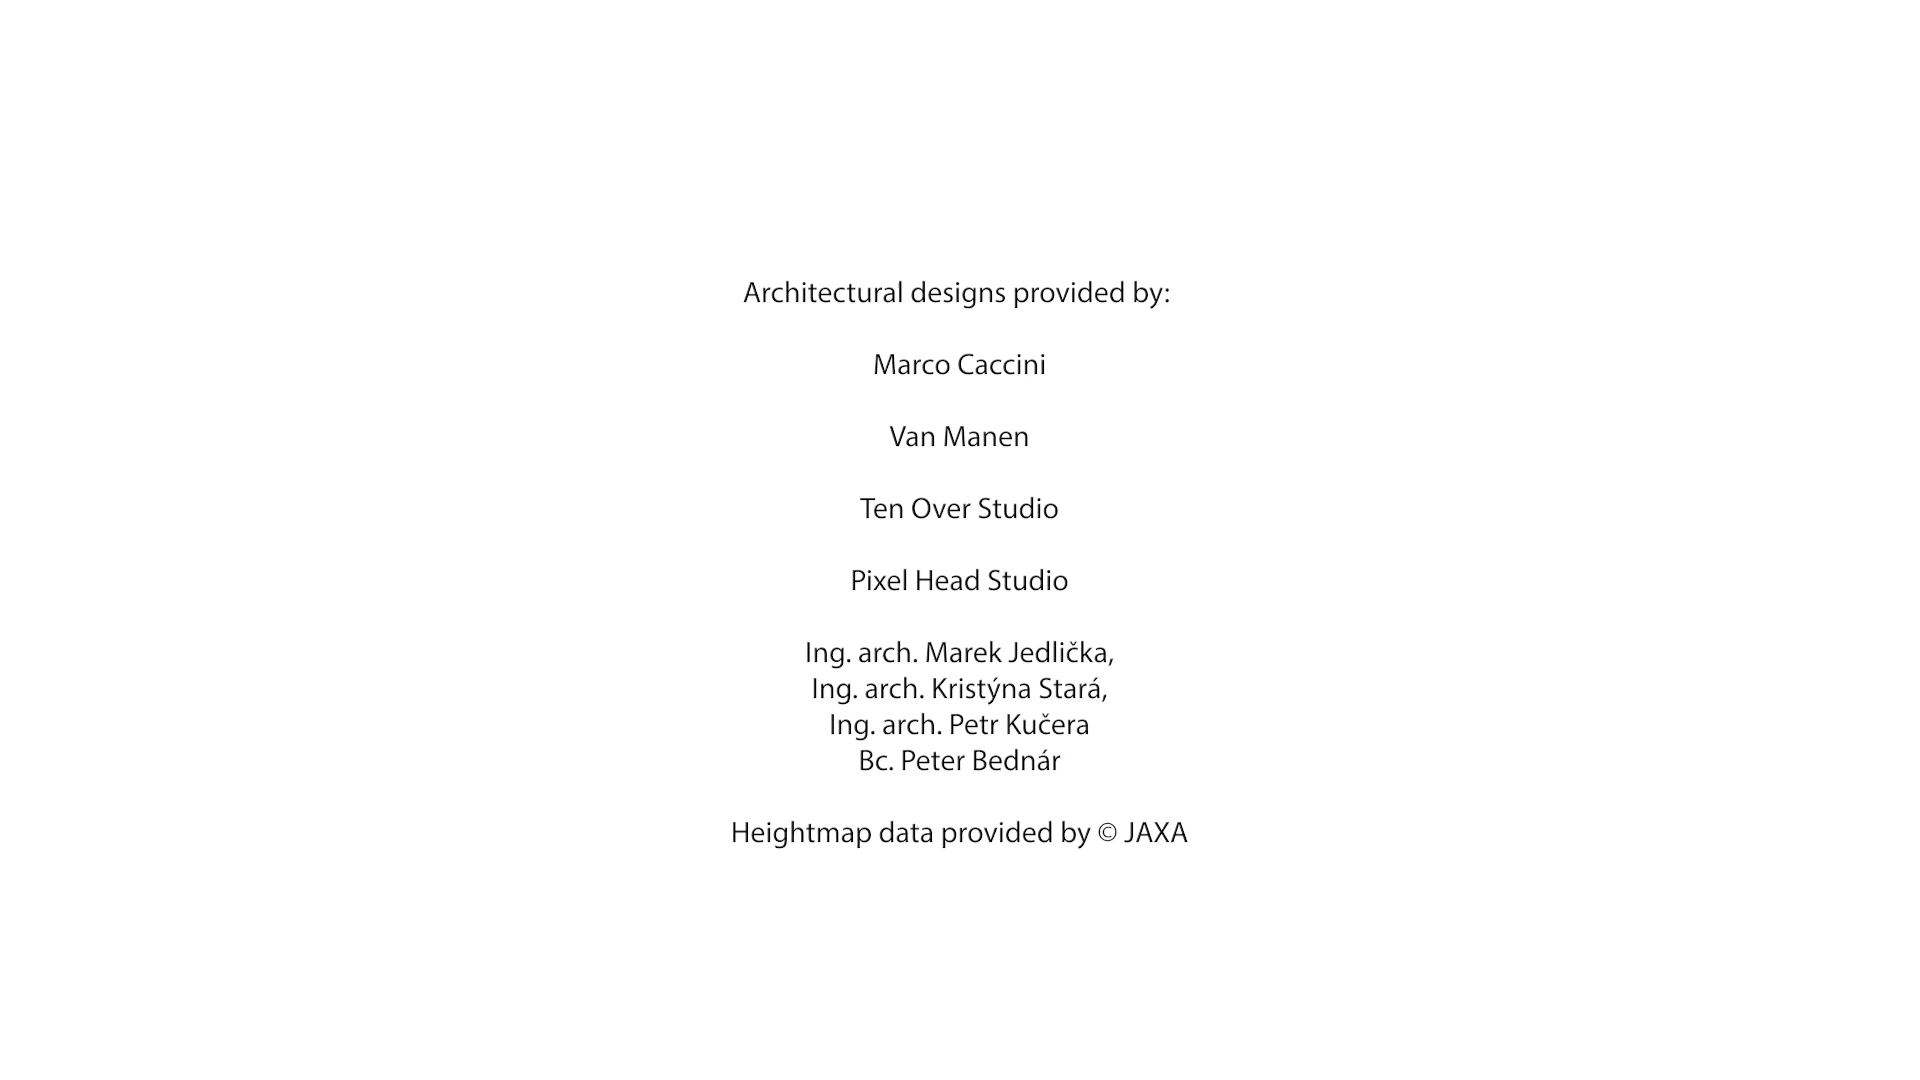 Architectural designs provided by:
Marco Caccini
Van Manen
Ten Over Studio
Pixel Head Studio
Ing. arch. Marek Jedlička,
Ing. arch. Kristýna Stará,
Ing. arch. Petr Kučera
Bc. Peter Bednár
Heightmap data provided by © JAXA